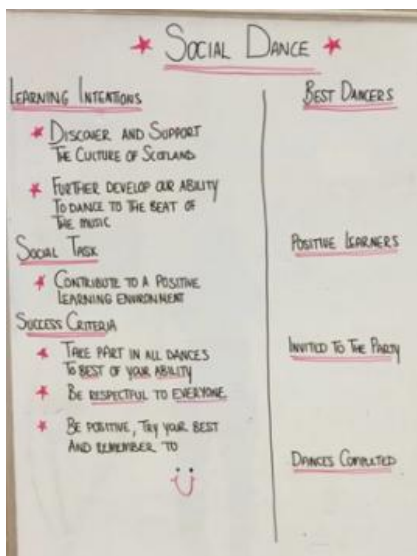 SOCIAL DANCE
LEARNING INTENTIONS
DISCOVER AND SUPPORT
THE CULTURE OF SCOTLAND
FURTHER DEVELOP OUR ABILITY
TO DANCE TO THE BEAT OF
THE MUSIC
SOCIAL TASK
CONTRIBUTE TO A POSITIVE
LEARNING ENVIRONMENT
SUCCESS CRITERIA
TAKE PART IN ALL DANCES
TO BEST OF YOUR ABILITY
BE RESPECTFUL TO EVERYONE
BE POSITIVE, TRY YOUR BEST
AND REMEMBER TO
BEST DANCERS
POSITIVE LEARNERS
INVITED TO THE PARTY
DANCES COMPLETED